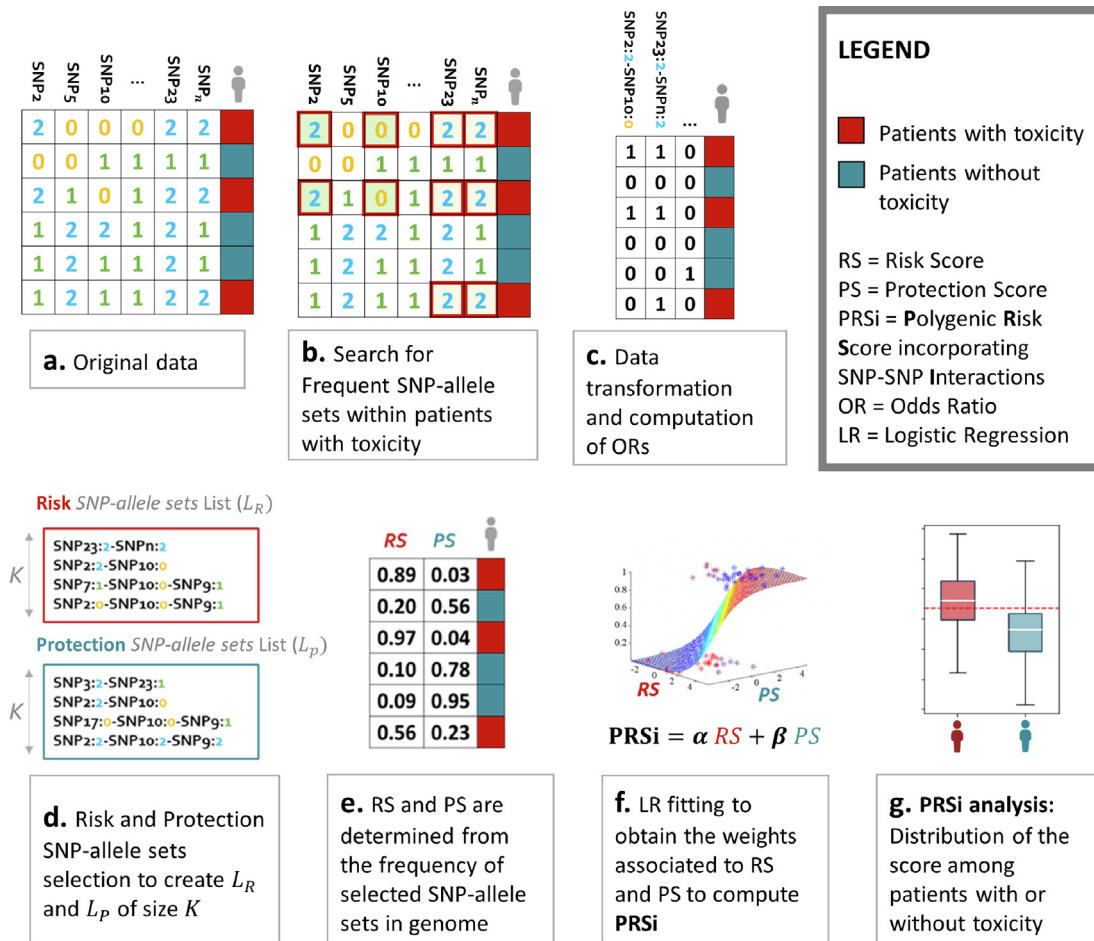 SNP2 SNP5 SNP10 ... SNP23 SNPn
2 0 0 0 2 2
0 0 1 1 1 1
2 1 0 1 2 2
1 2 2 1 2 1
1 2 1 1 2 1
1 2 1 1 2 2
a. Original data
SNP2 SNP5 SNP10 ... SNP23 SNPn
2 0 0 0 2 2
0 0 1 1 1 1
2 1 0 1 2 2
1 2 2 1 2 1
1 2 1 1 2 1
1 2 1 1 2 2
b. Search for
Frequent SNP-allele
sets within patients
with toxicity
SNP2:2-SNP10:0
SNP23:2-SNPn:2
...
1 1 0
0 0 0
1 1 0
0 0 0
0 0 1
0 1 0
c. Data
transformation
and computation
of ORs
LEGEND
Patients with toxicity
Patients without
toxicity
RS = Risk Score
PS = Protection Score
PRSi = Polygenic Risk
Score incorporating
SNP-SNP Interactions
OR = Odds Ratio
LR = Logistic Regression
Risk SNP-allele sets List (L_R)
K
SNP23:2-SNPn:2
SNP2:2-SNP10:0
SNP7:1-SNP10:0-SNP9:1
SNP2:0-SNP10:0-SNP9:1
Protection SNP-allele sets List (L_p)
K
SNP3:2-SNP23:1
SNP2:2-SNP10:0
SNP17:0-SNP10:0-SNP9:1
SNP2:2-SNP10:2-SNP9:2
d. Risk and Protection
SNP-allele sets
selection to create L_R
and L_P of size K
RS PS
0.89 0.03
0.20 0.56
0.97 0.04
0.10 0.78
0.09 0.95
0.56 0.23
e. RS and PS are
determined from
the frequency of
selected SNP-allele
sets in genome
1
0.8
0.6
0.4
0.2
-2 0 2 4
RS
-2 0 2 4
PS
PRSi = α RS + β PS
f. LR fitting to
obtain the weights
associated to RS
and PS to compute
PRSi
g. PRSi analysis:
Distribution of the
score among
patients with or
without toxicity